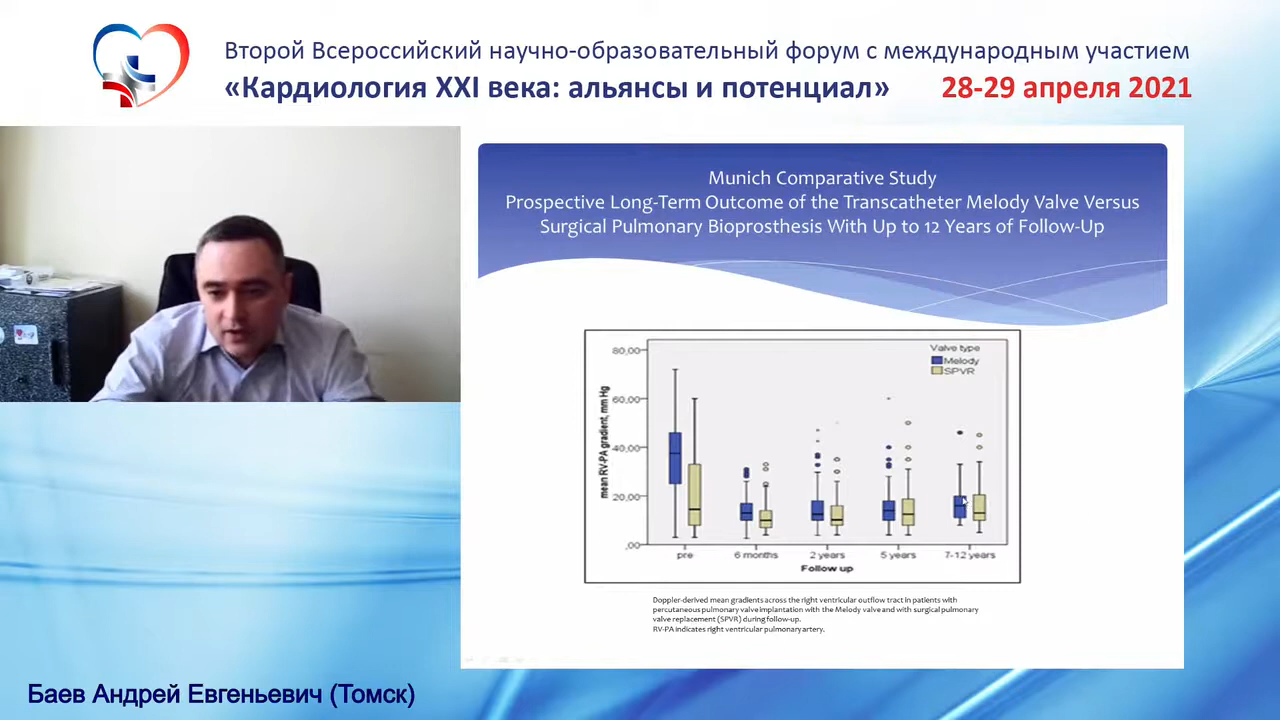 Второй Всероссийский научно-образовательный форум с международным участием
«Кардиология XXI века: альянсы и потенциал» 28-29 апреля 2021
Munich Comparative Study
Prospective Long-Term Outcome of the Transcatheter Melody Valve Versus
Surgical Pulmonary Bioprosthesis With Up to 12 Years of Follow-Up
Valve type
Melody
SPVR
mean RV-PA gradient, mm Hg
80,00
60,00
40,00
20,00
,00
pre 6 months 2 years 5 years 7-12 years
Follow up
Doppler-derived mean gradients across the right ventricular outflow tract in patients with
percutaneous pulmonary valve implantation with the Melody valve and with surgical pulmonary
valve replacement (SPVR) during follow-up.
RV-PA indicates right ventricular pulmonary artery.
Баев Андрей Евгеньевич (Томск)